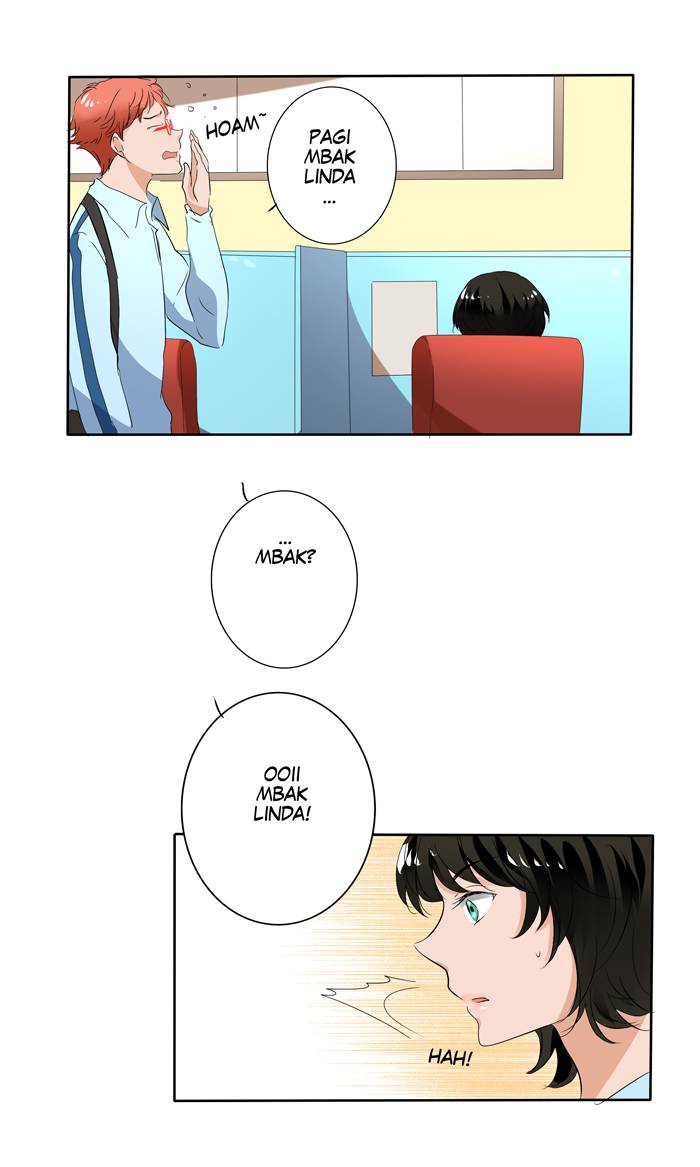 HOAM~
PAGI
MBAK
LINDA
...
...
MBAK?
OOII
MBAK
LINDA!
HAH!